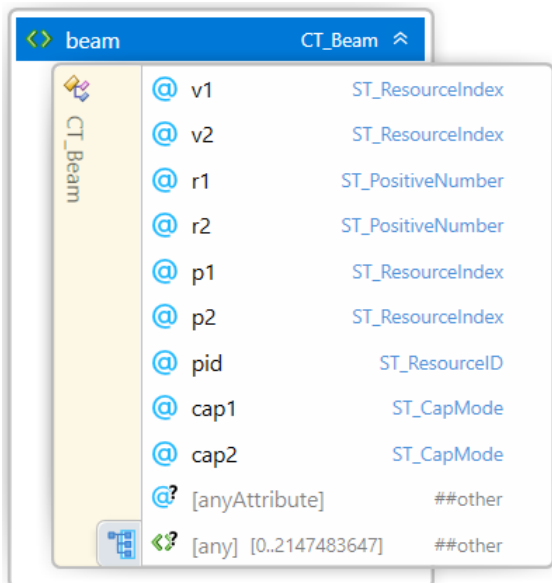 beam CT_Beam
CT_Beam
@ v1 ST_ResourceIndex
@ v2 ST_ResourceIndex
@ r1 ST_PositiveNumber
@ r2 ST_PositiveNumber
@ p1 ST_ResourceIndex
@ p2 ST_ResourceIndex
@ pid ST_ResourceID
@ cap1 ST_CapMode
@ cap2 ST_CapMode
@? [anyAttribute] ##other
<>? [any] [0..2147483647] ##other